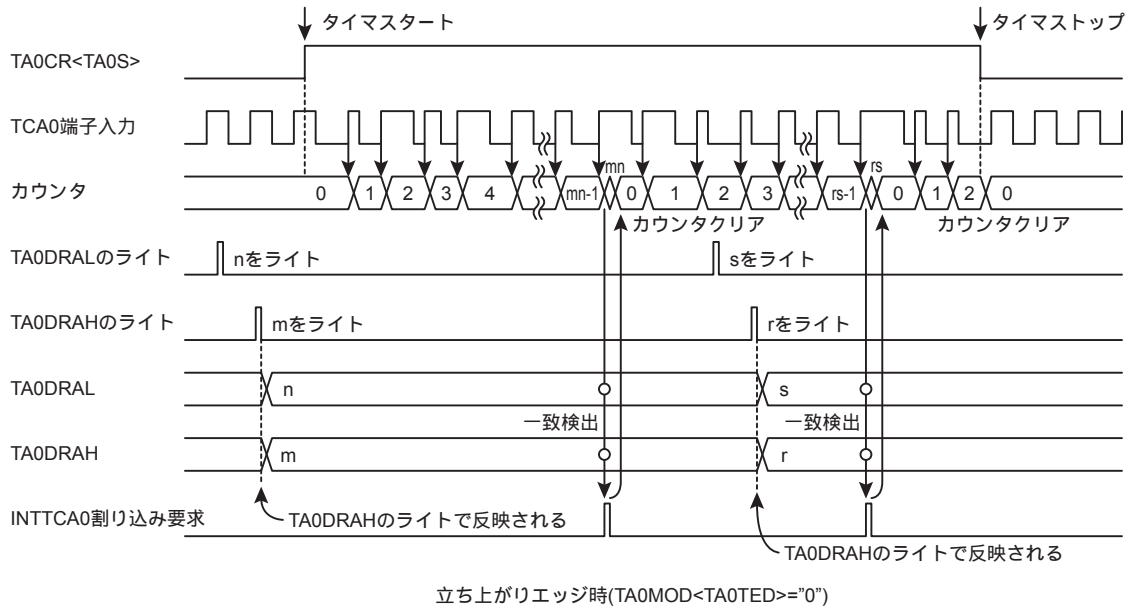 タイマスタート タイマストップ
TA0CR<TA0S>
TCA0端子入力
カウンタ 0 1 2 3 4 mn-1 mn 0 1 2 3 rs-1 rs 0 1 2 0
カウンタクリア カウンタクリア
TA0DRALのライト nをライト sをライト
TA0DRAHのライト mをライト rをライト
TA0DRAL n s
一致検出 一致検出
TA0DRAH m r
INTTCA0割り込み要求 TA0DRAHのライトで反映される
TA0DRAHのライトで反映される
立ち上がりエッジ時(TA0MOD<TA0TED>=”0”)